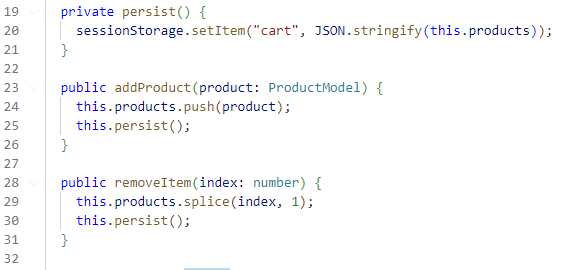 19 private persist() {
20 sessionStorage.setItem("cart", JSON.stringify(this.products));
21 }
22
23 public addProduct(product: ProductModel) {
24 this.products.push(product);
25 this.persist();
26 }
27
28 public removeItem(index: number) {
29 this.products.splice(index, 1);
30 this.persist();
31 }
32